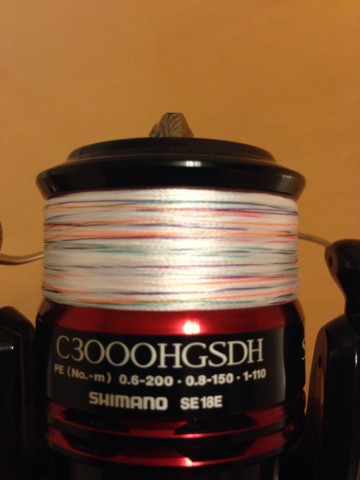 C3000HGSDH
PE (No.-m) 0.6-200・0.8-150・1-110
SHIMANO SE18E